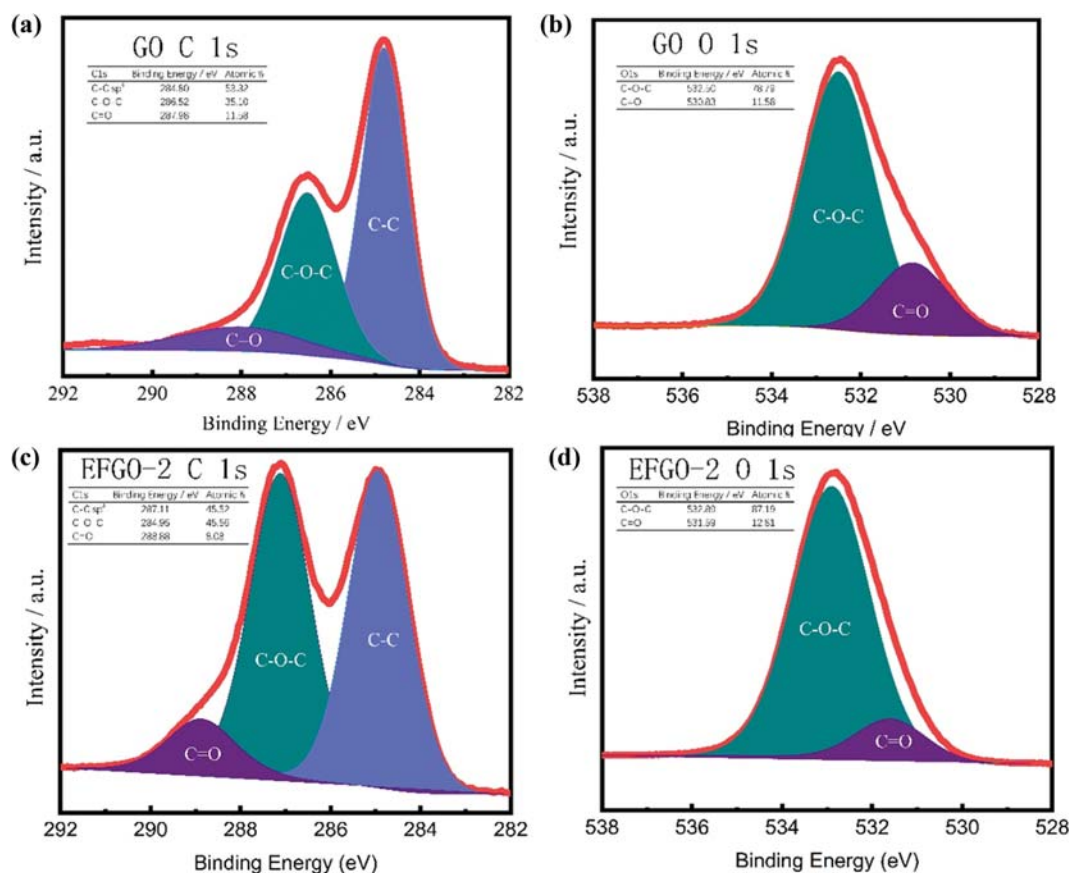 (a)
GO C 1s
C1s Binding Energy / eV Atomic %
C-C sp² 284.80 53.32
C-O-C 286.52 35.10
C=O 287.98 11.58
C-C
C-O-C
C=O
Intensity / a.u.
292 290 288 286 284 282
Binding Energy / eV
(b)
GO O 1s
O1s Binding Energy / eV Atomic %
C-O-C 532.50 78.79
C=O 530.83 11.58
C-O-C
C=O
Intensity / a.u.
538 536 534 532 530 528
Binding Energy / eV
(c)
EFGO-2 C 1s
C1s Binding Energy / eV Atomic %
C-C sp² 287.11 45.52
C-O-C 284.95 45.56
C=O 288.88
C-O-C
C-C
C=O
Intensity / a.u.
292 290 288 286 284 282
Binding Energy (eV)
(d)
EFGO-2 O 1s
O1s Binding Energy / eV Atomic %
C-O-C 532.89 87.19
C=O 531.59 12.81
C-O-C
C=O
Intensity / a.u.
538 536 534 532 530 528
Binding Energy (eV)